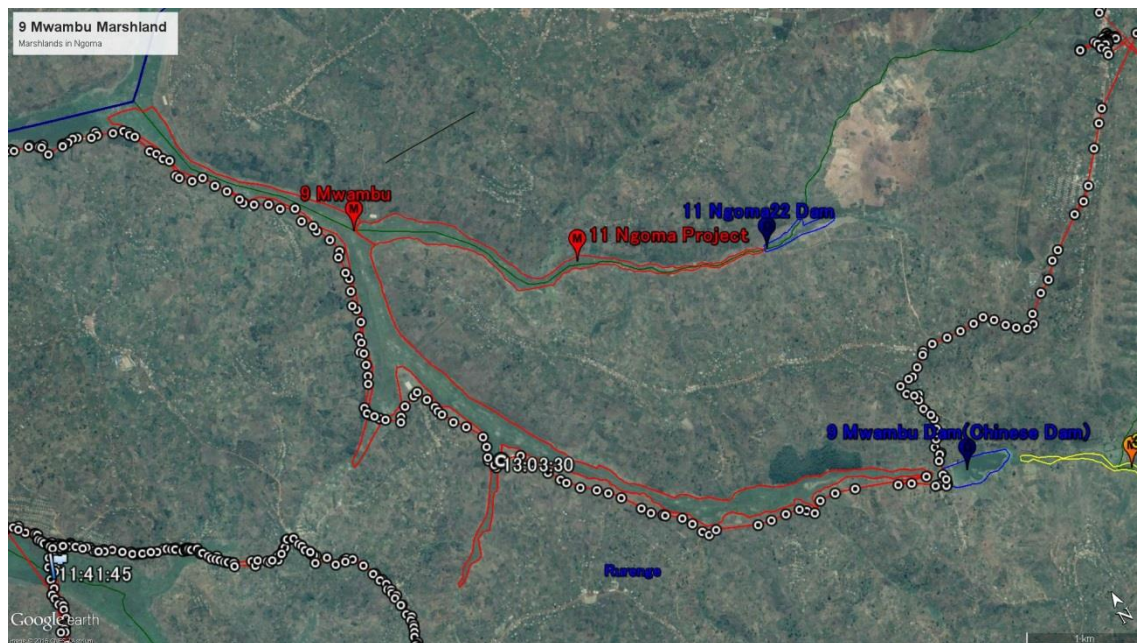 9 Mwambu Marshland
Marshlands in Ngoma
9 Mwambu
11 Ngoma22 Dam
11 Ngoma Project
9 Mwambu Dam(Chinese Dam)
13:03:30
Rurenge
11:41:45
Google earth
N
1 km